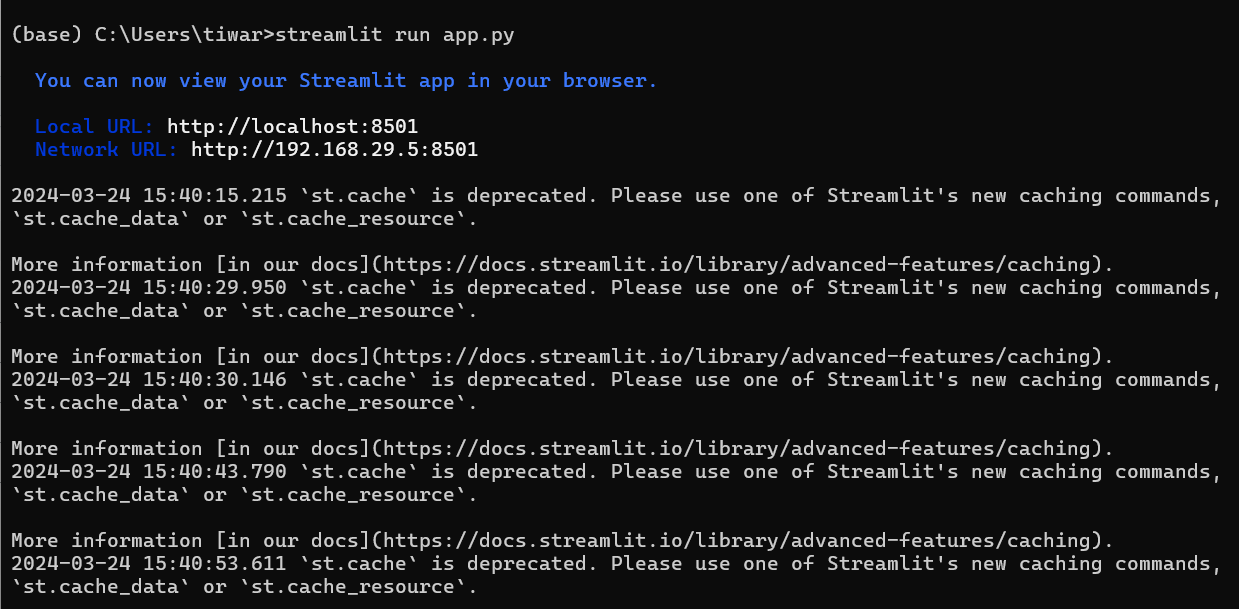 (base) C:\Users\tiwar>streamlit run app.py
You can now view your Streamlit app in your browser.
Local URL: http://localhost:8501
Network URL: http://192.168.29.5:8501
2024-03-24 15:40:15.215 `st.cache` is deprecated. Please use one of Streamlit's new caching commands,
`st.cache_data` or `st.cache_resource`.
More information [in our docs](https://docs.streamlit.io/library/advanced-features/caching).
2024-03-24 15:40:29.950 `st.cache` is deprecated. Please use one of Streamlit's new caching commands,
`st.cache_data` or `st.cache_resource`.
More information [in our docs](https://docs.streamlit.io/library/advanced-features/caching).
2024-03-24 15:40:30.146 `st.cache` is deprecated. Please use one of Streamlit's new caching commands,
`st.cache_data` or `st.cache_resource`.
More information [in our docs](https://docs.streamlit.io/library/advanced-features/caching).
2024-03-24 15:40:43.790 `st.cache` is deprecated. Please use one of Streamlit's new caching commands,
`st.cache_data` or `st.cache_resource`.
More information [in our docs](https://docs.streamlit.io/library/advanced-features/caching).
2024-03-24 15:40:53.611 `st.cache` is deprecated. Please use one of Streamlit's new caching commands,
`st.cache_data` or `st.cache_resource`.